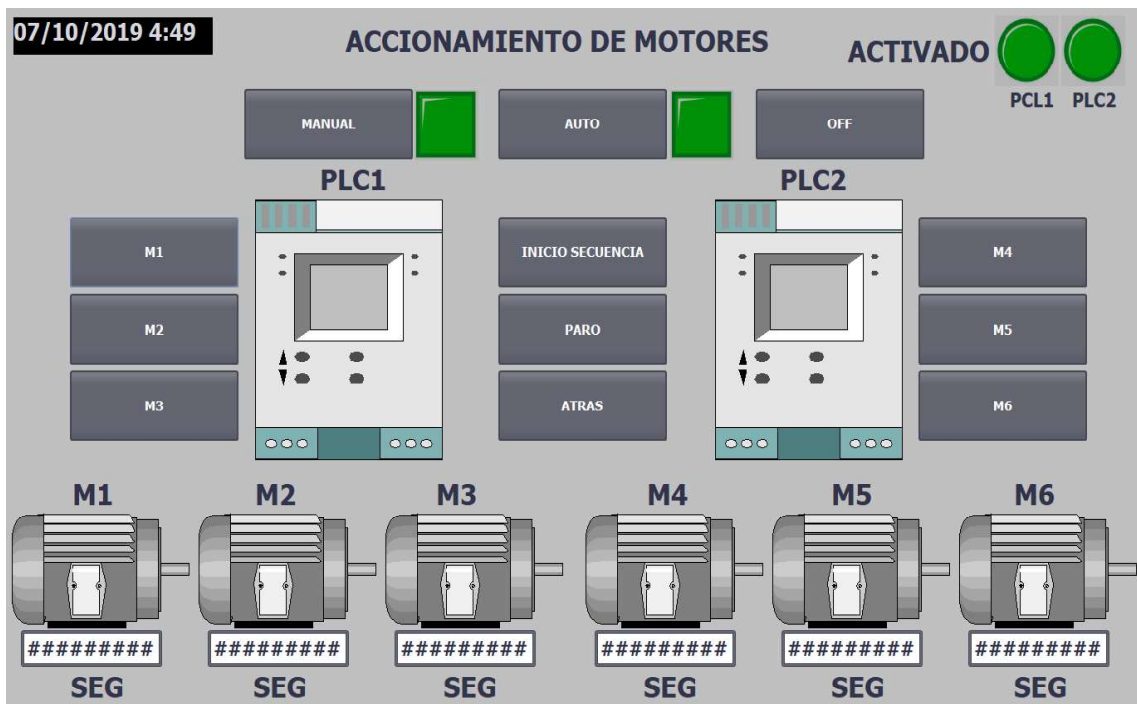 07/10/2019 4:49
ACCIONAMIENTO DE MOTORES
ACTIVADO
PCL1 PLC2
MANUAL
AUTO
OFF
PLC1
PLC2
M1
INICIO SECUENCIA
M4
M2
PARO
M5
M3
ATRAS
M6
M1 M2 M3 M4 M5 M6
######### ######### ######### ######### ######### #########
SEG SEG SEG SEG SEG SEG